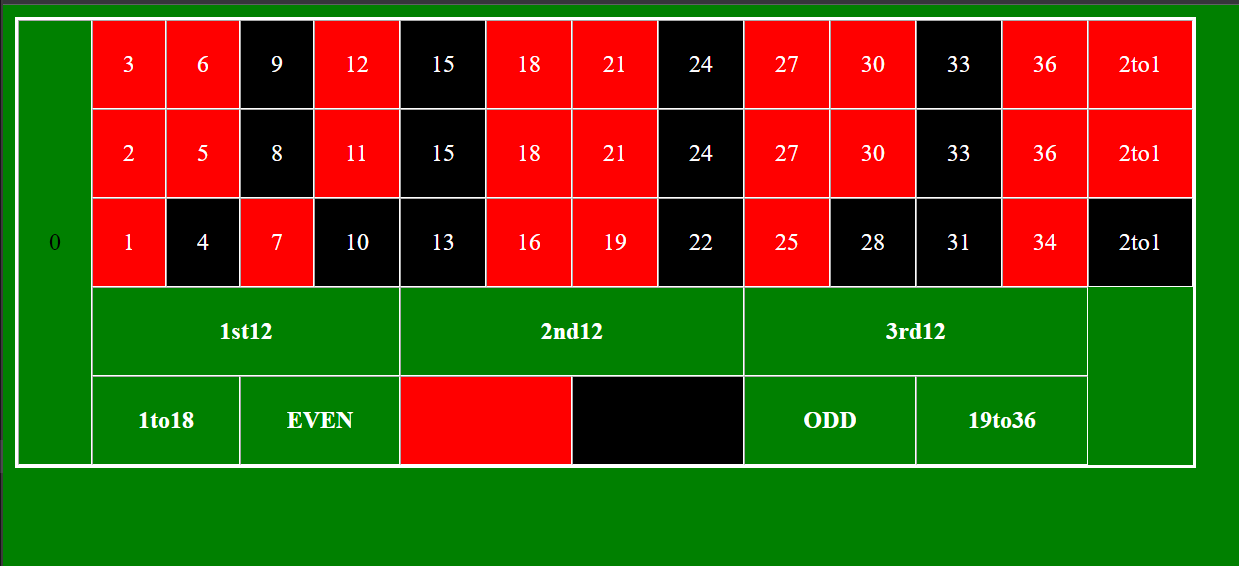 3 6 9 12 15 18 21 24 27 30 33 36 2to1
2 5 8 11 15 18 21 24 27 30 33 36 2to1
0 1 4 7 10 13 16 19 22 25 28 31 34 2to1
1st12 2nd12 3rd12
1to18 EVEN ODD 19to36